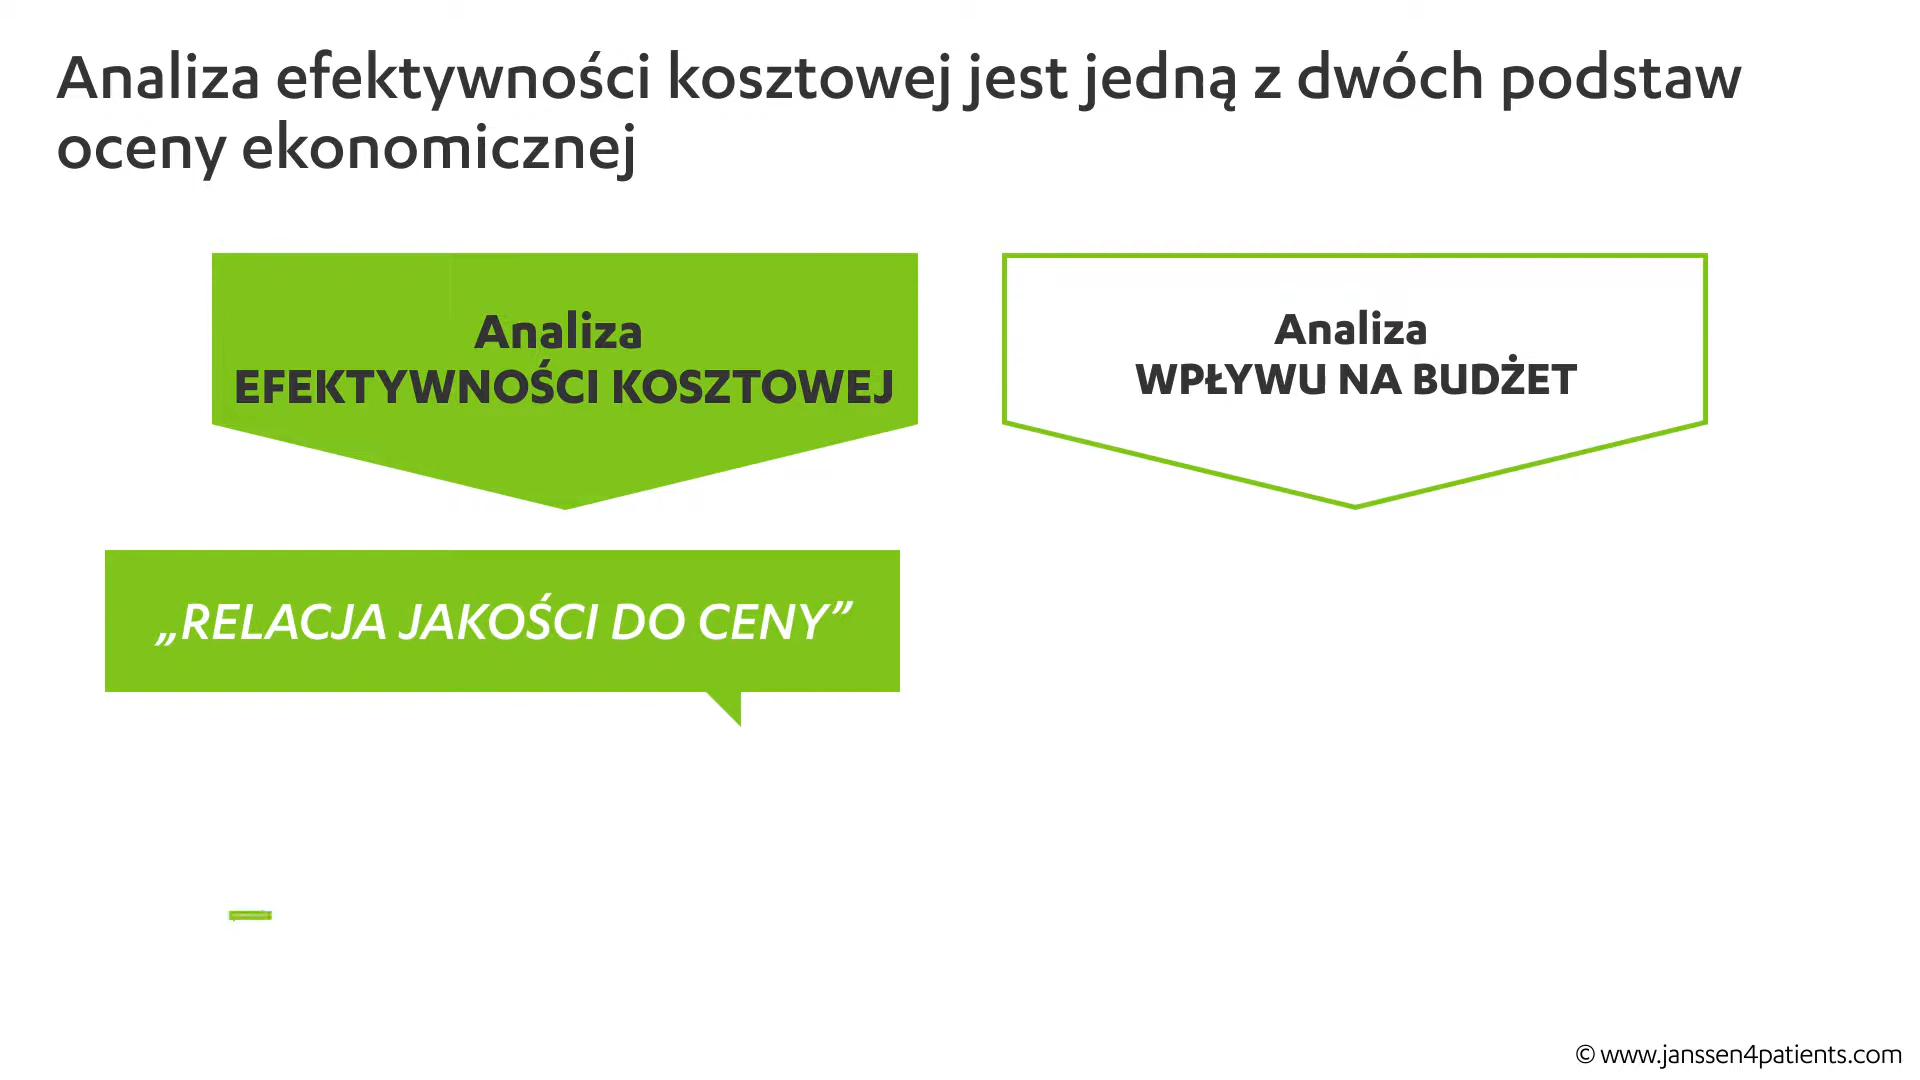 Analiza efektywności kosztowej jest jedną z dwóch podstaw
oceny ekonomicznej
Analiza
EFEKTYWNOŚCI KOSZTOWEJ
Analiza
WPŁYWU NA BUDŻET
„RELACJA JAKOŚCI DO CENY”
© www.janssen4patients.com